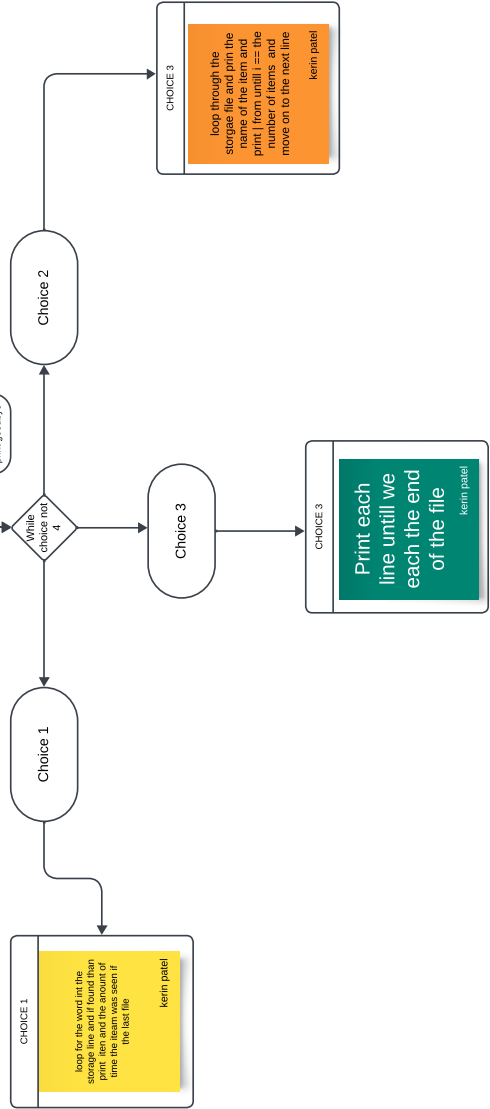 While
choice not
4
Choice 1
Choice 2
Choice 3
CHOICE 1
loop for the word int the
storage line and if found than
print iten and the anount of
time the iteam was seen if
the last file
kerin patel
CHOICE 3
loop through the
storgae file and prin the
name of the item and
print | from untill i == the
number of items and
move on to the next line
kerin patel
CHOICE 3
Print each
line untill we
each the end
of the file
kerin patel